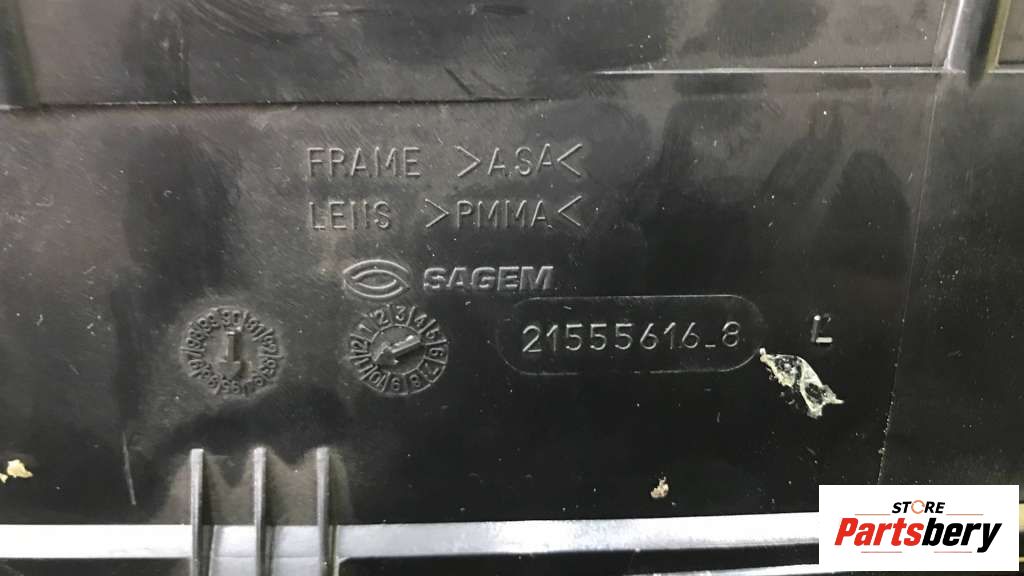 FRAME >ASA<
LENS >PMMA<
SAGEM
21555616_8 L
STORE
Partsbery